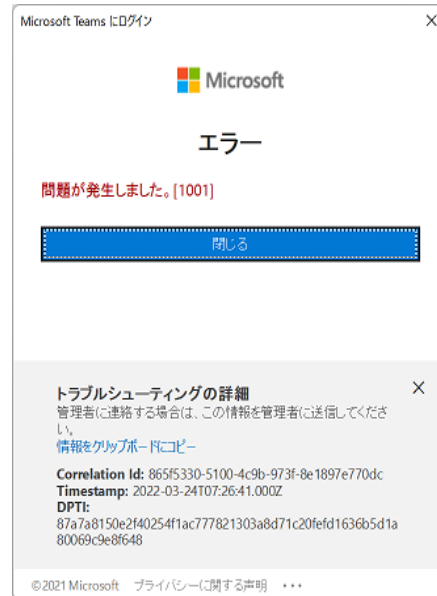 Microsoft Teams にログイン
Microsoft
エラー
問題が発生しました。[1001]
閉じる
トラブルシューティングの詳細
管理者に連絡する場合は、この情報を管理者に送信してくださ
い。
情報をクリップボードにコピー
Correlation Id: 865f5330-5100-4c9b-973f-8e1897e770dc
Timestamp: 2022-03-24T07:26:41.000Z
DPTI:
87a7a8150e2f40254f1ac777821303a8d71c20fefd1636b5d1a
80069c9e8f648
©2021 Microsoft プライバシーに関する声明 ･･･